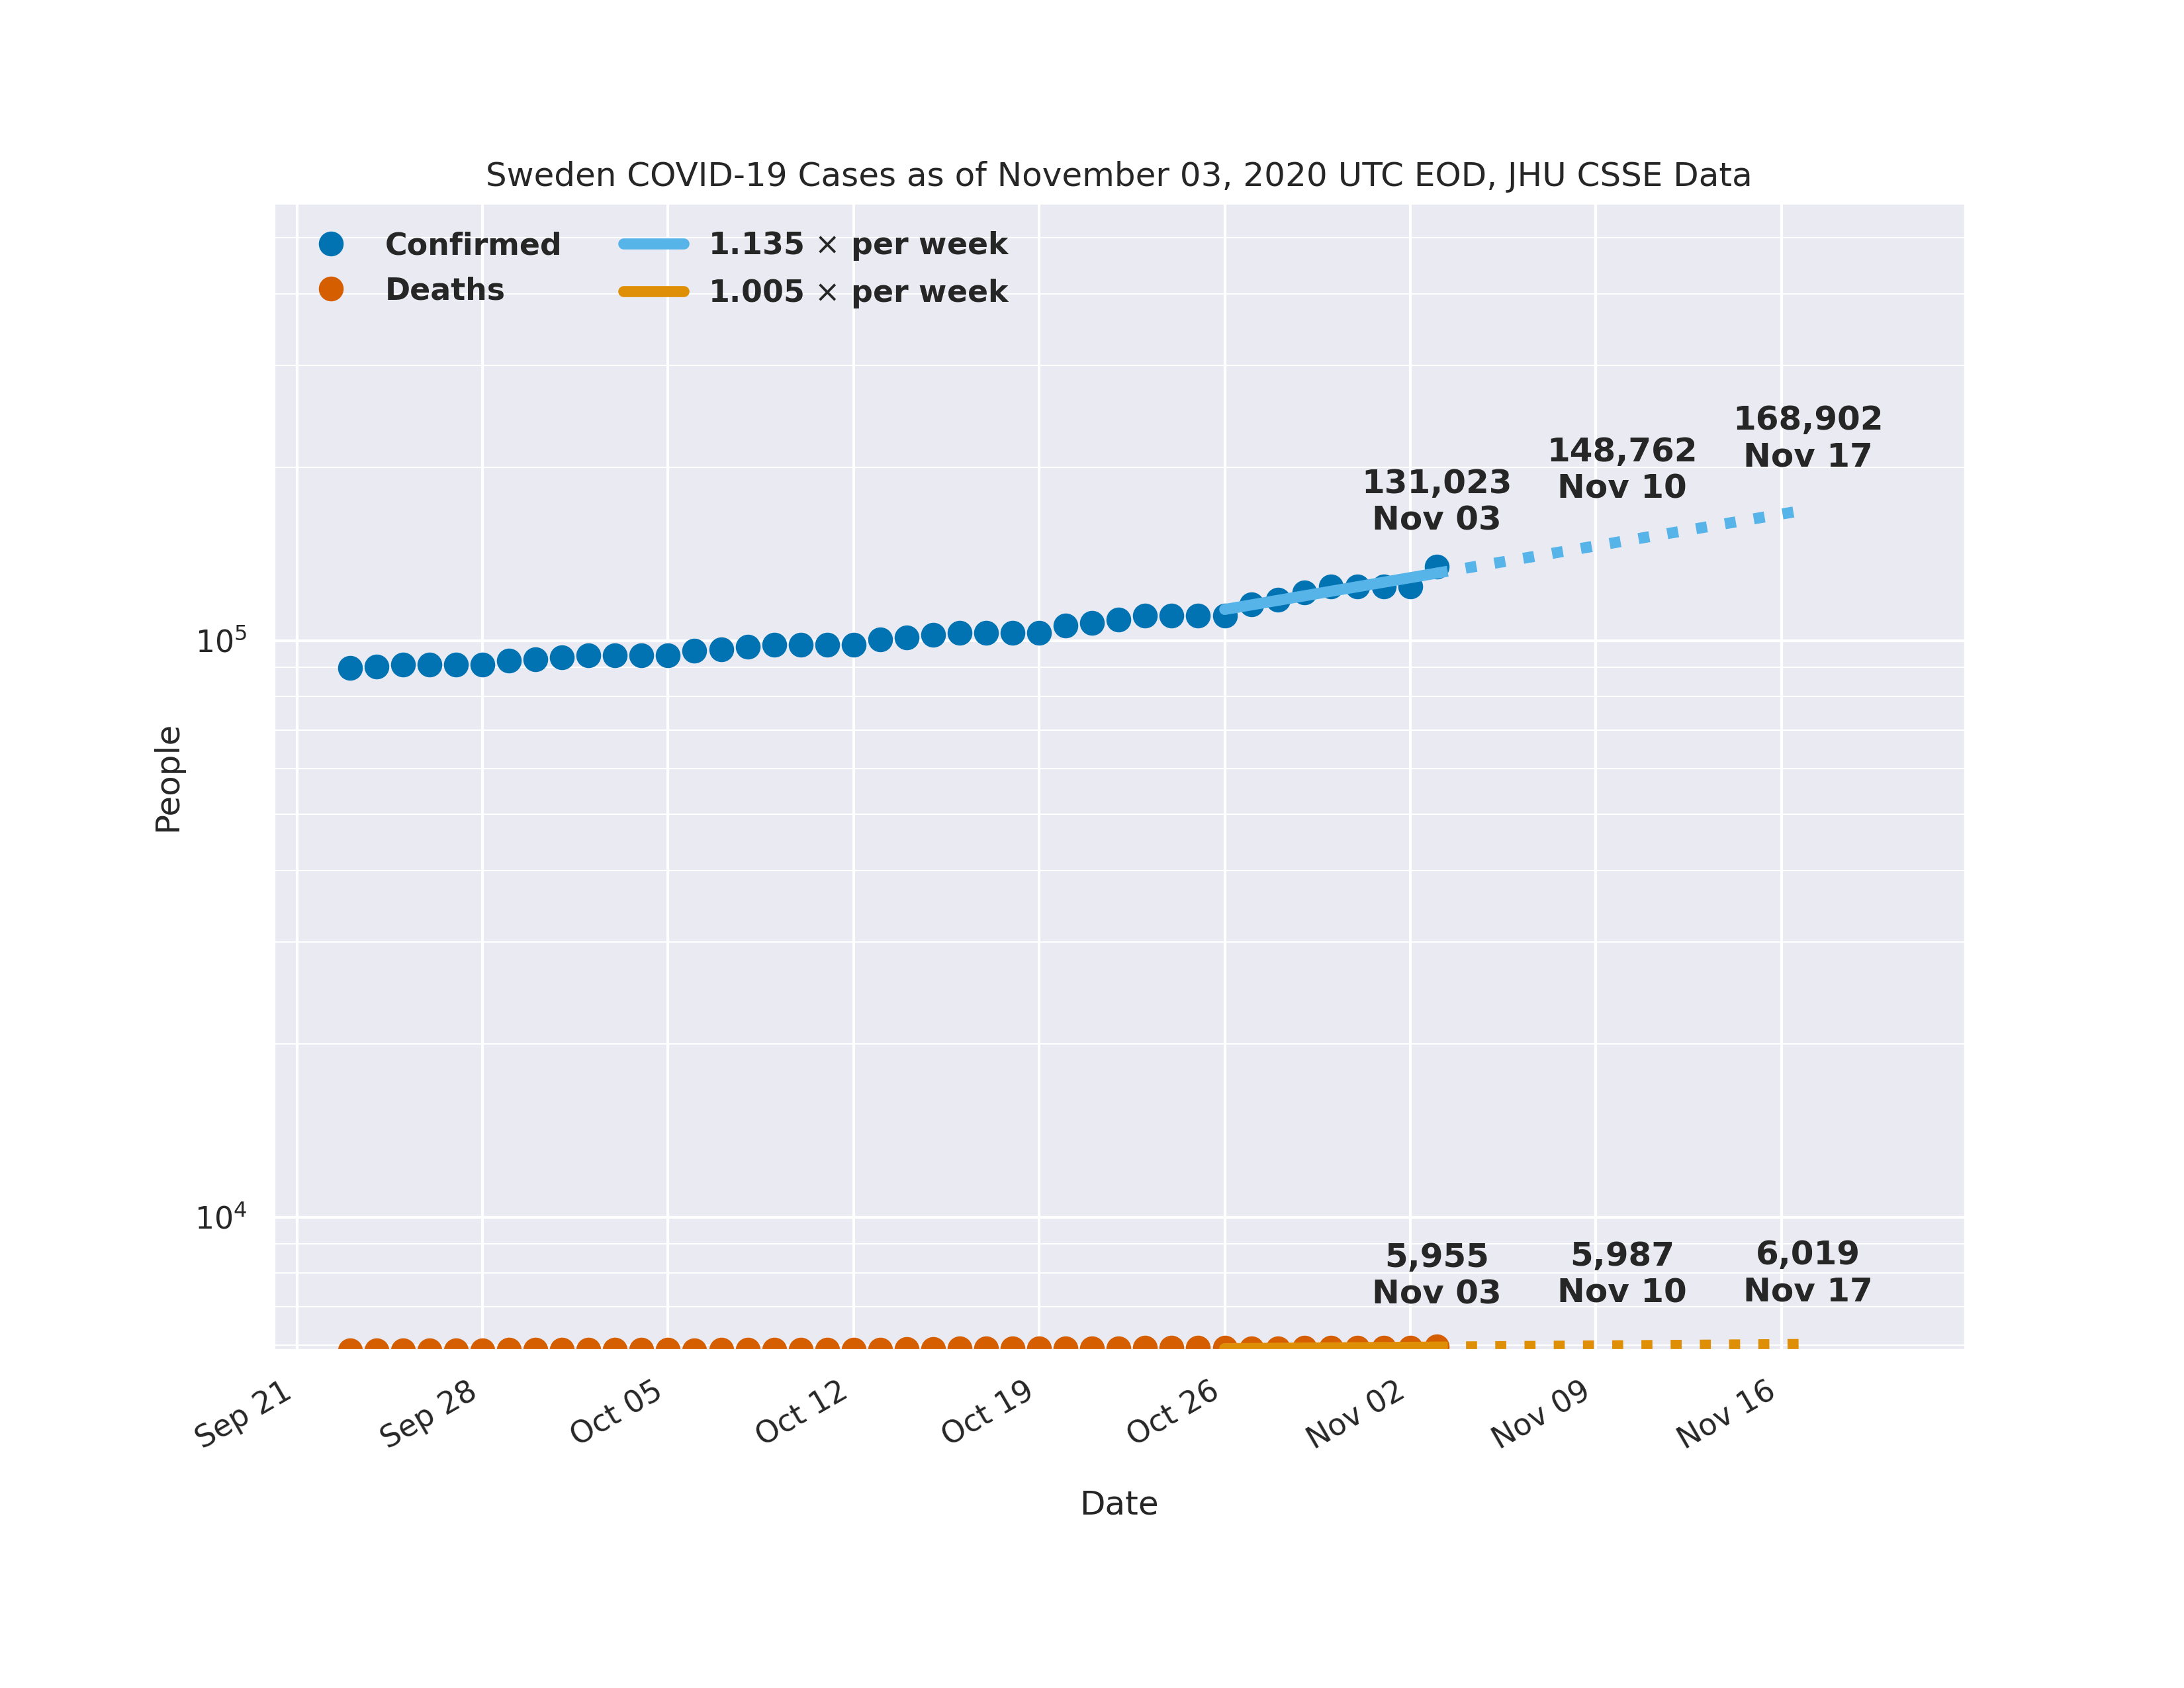 Sweden COVID-19 Cases as of November 03, 2020 UTC EOD, JHU CSSE Data
Confirmed
Deaths
1.135 × per week
1.005 × per week
168,902
Nov 17
148,762
Nov 10
131,023
Nov 03
10⁵
People
10⁴
5,955
Nov 03
5,987
Nov 10
6,019
Nov 17
Sep 21
Sep 28
Oct 05
Oct 12
Oct 19
Oct 26
Nov 02
Nov 09
Nov 16
Date